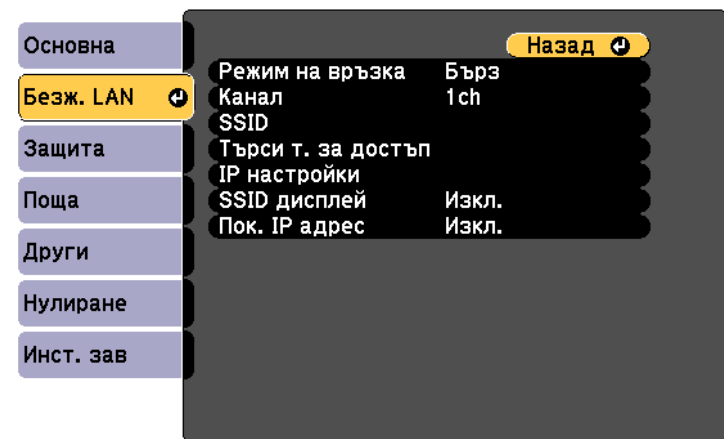 Основна
Безж. LAN
Защита
Поща
Други
Нулиране
Инст. зав
Назад
Режим на връзка Бърз
Канал 1ch
SSID
Търси т. за достъп
IP настройки
SSID дисплей Изкл.
Пок. IP адрес Изкл.